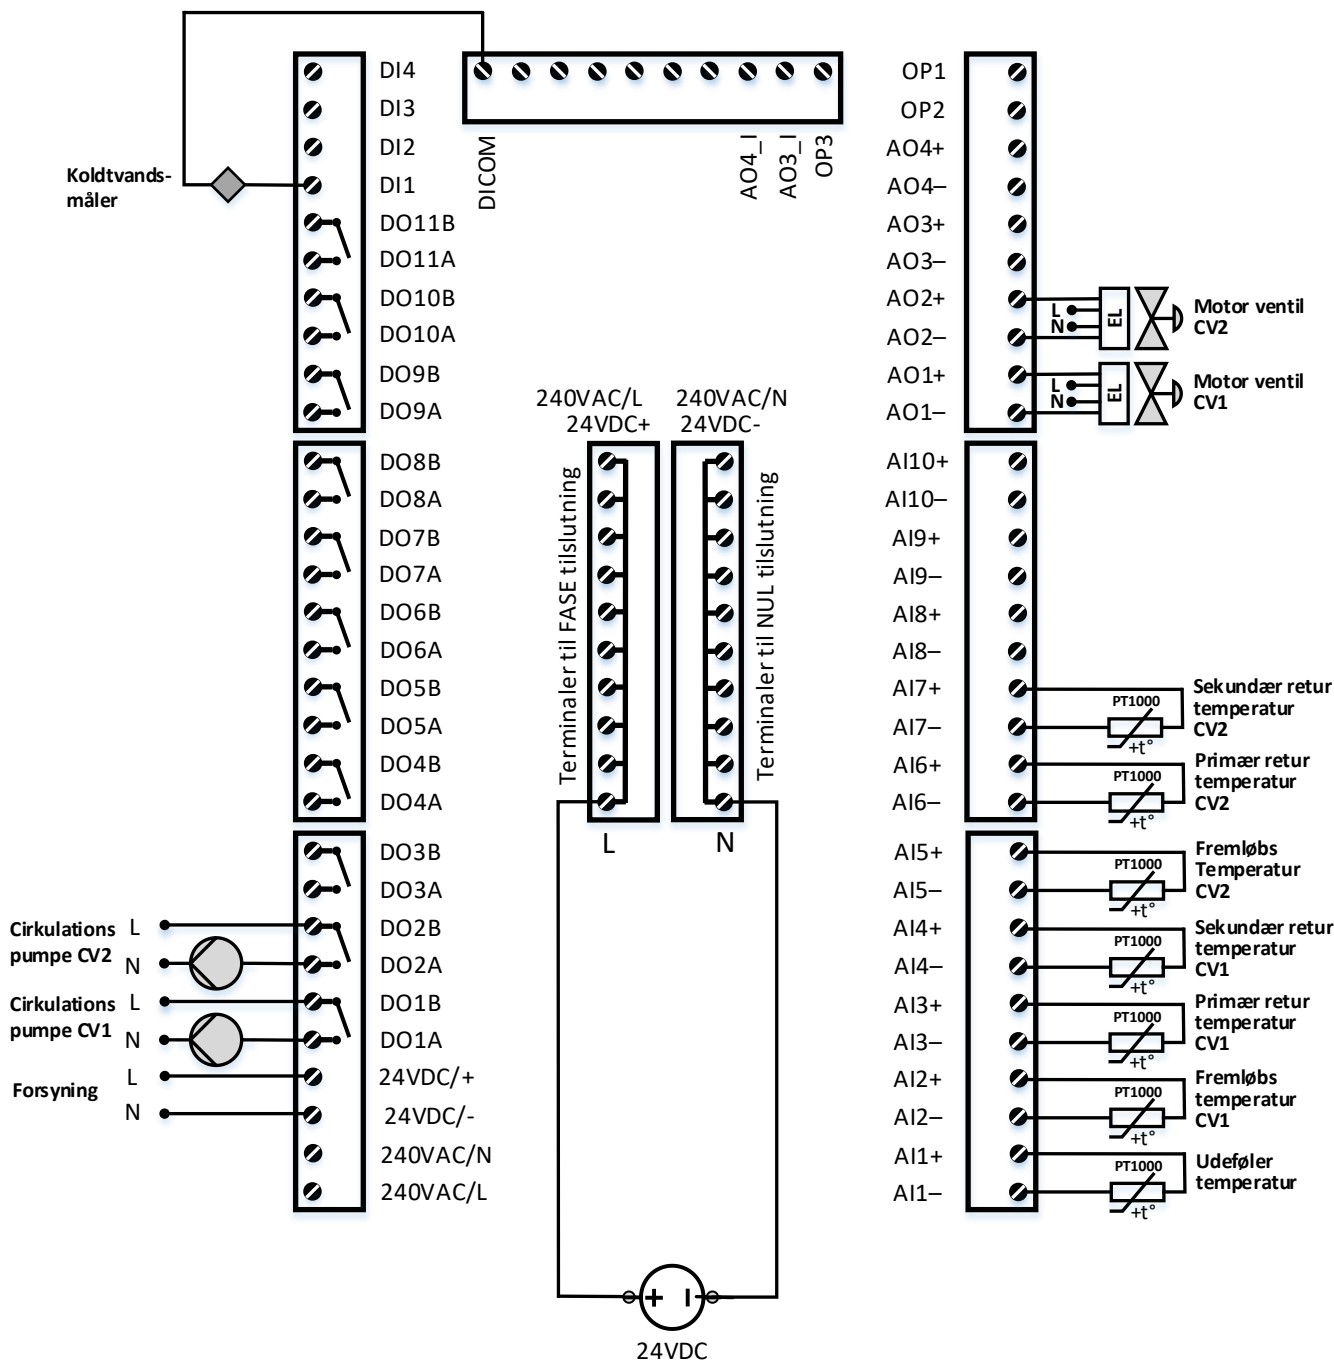 DI4
DI3
DI2
DI1
DO11B
DO11A
DO10B
DO10A
DO9B
DO9A
Koldtvands-
måler
DICOM
AO4_I
AO3_I
OP3
OP1
OP2
AO4+
AO4–
AO3+
AO3–
AO2+
AO2–
AO1+
AO1–
L
N
EL
Motor ventil
CV2
L
N
EL
Motor ventil
CV1
240VAC/L
24VDC+
240VAC/N
24VDC-
Terminaler til FASE tilslutning
Terminaler til NUL tilslutning
L
N
DO8B
DO8A
DO7B
DO7A
DO6B
DO6A
DO5B
DO5A
DO4B
DO4A
AI10+
AI10–
AI9+
AI9–
AI8+
AI8–
AI7+
AI7–
AI6+
AI6–
PT1000
+t°
Sekundær retur
temperatur
CV2
PT1000
+t°
Primær retur
temperatur
CV2
DO3B
DO3A
DO2B
DO2A
DO1B
DO1A
24VDC/+
24VDC/-
240VAC/N
240VAC/L
Cirkulations
pumpe CV2
L
N
Cirkulations
pumpe CV1
L
N
Forsyning
L
N
AI5+
AI5–
AI4+
AI4–
AI3+
AI3–
AI2+
AI2–
AI1+
AI1–
PT1000
+t°
Fremløbs
Temperatur
CV2
PT1000
+t°
Sekundær retur
temperatur
CV1
PT1000
+t°
Primær retur
temperatur
CV1
PT1000
+t°
Fremløbs
temperatur
CV1
PT1000
+t°
Udeføler
temperatur
24VDC